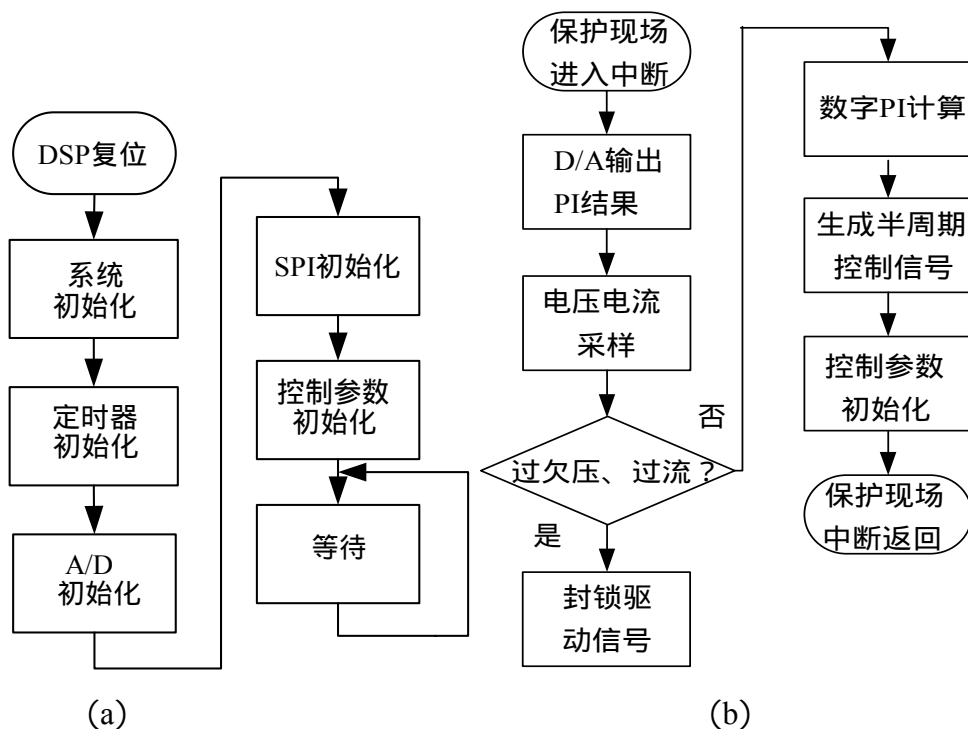 DSP复位
系统
初始化
定时器
初始化
A/D
初始化
SPI初始化
控制参数
初始化
等待
(a)
保护现场
进入中断
D/A输出
PI结果
电压电流
采样
过欠压、过流？
是
否
封锁驱
动信号
数字PI计算
生成半周期
控制信号
控制参数
初始化
保护现场
中断返回
(b)